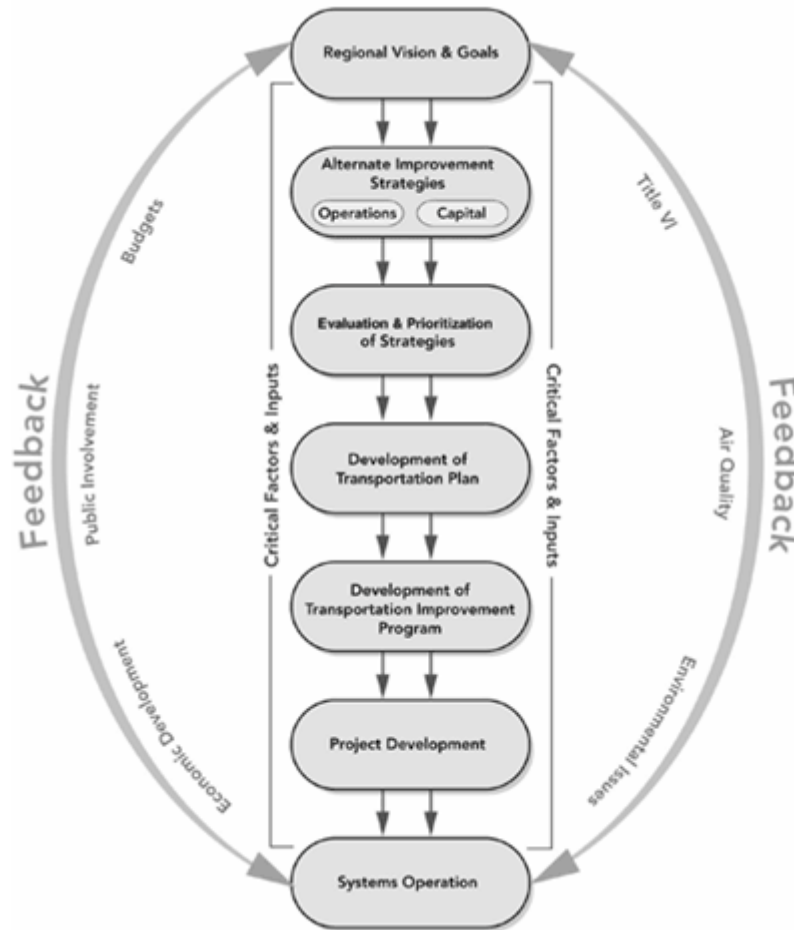 Regional Vision & Goals
Alternate Improvement
Strategies
Operations
Capital
Evaluation & Prioritization
of Strategies
Development of
Transportation Plan
Development of
Transportation Improvement
Program
Project Development
Systems Operation
Critical Factors & Inputs
Critical Factors & Inputs
Feedback
Budgets
Public Involvement
Economic Development
Feedback
Title VI
Air Quality
Environmental Issues